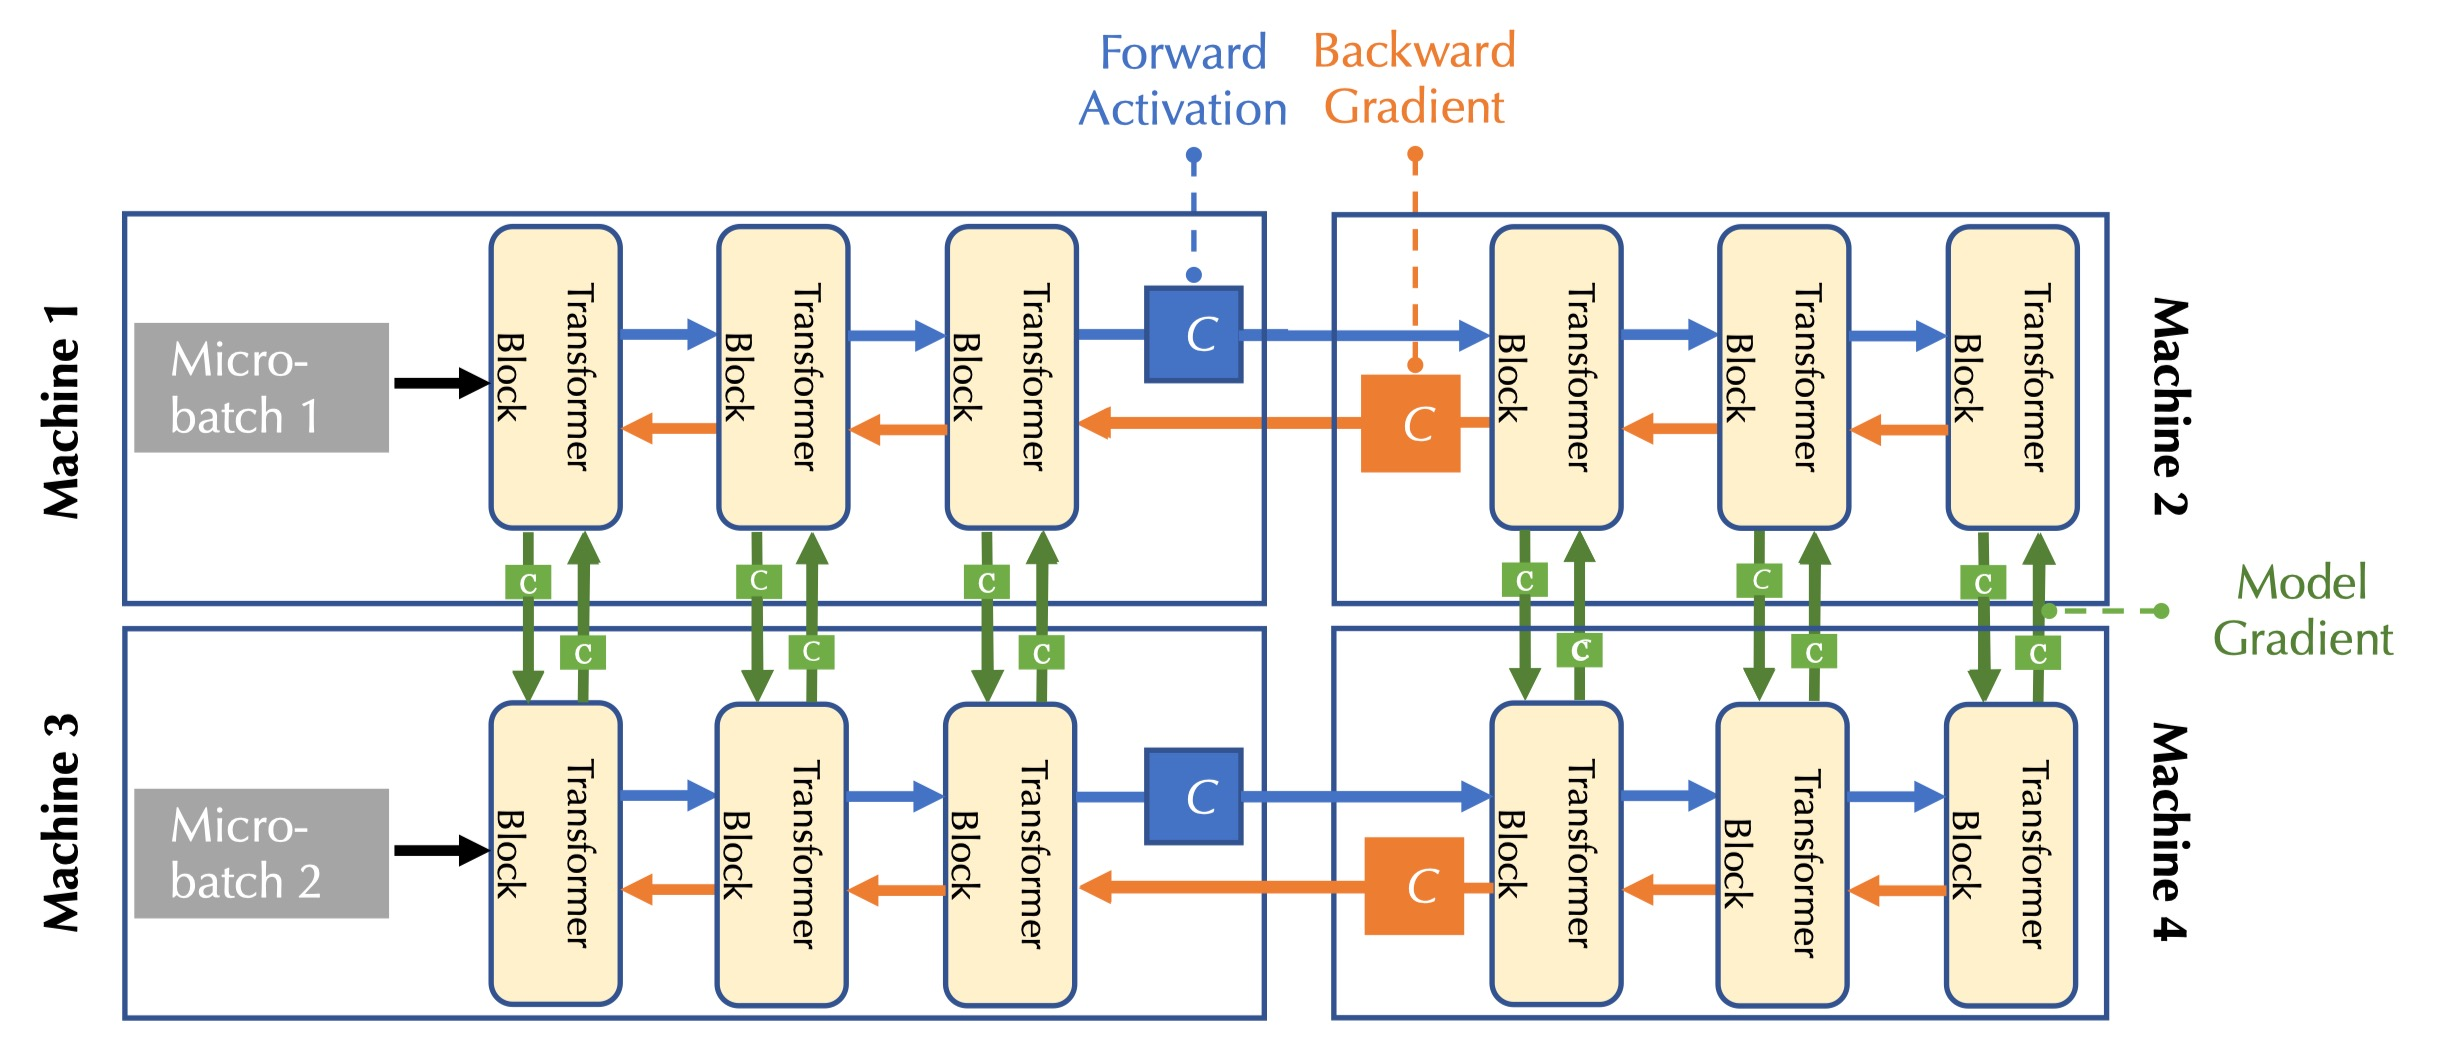 Forward
Activation
Backward
Gradient
Machine 1
Micro-
batch 1
Transformer
Block
Transformer
Block
Transformer
Block
C
C
Transformer
Block
Transformer
Block
Transformer
Block
Machine 2
C
C
C
C
C
C
C
C
C
C
C
C
Model
Gradient
Machine 3
Micro-
batch 2
Transformer
Block
Transformer
Block
Transformer
Block
C
C
Transformer
Block
Transformer
Block
Transformer
Block
Machine 4